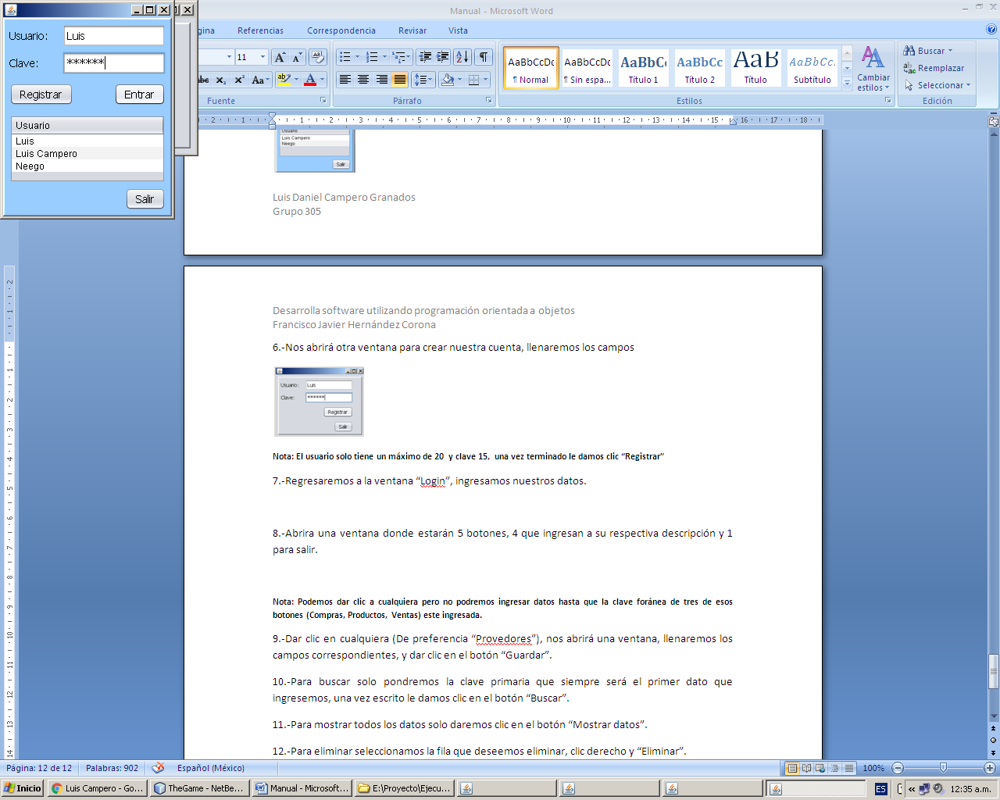 Manual - Microsoft Word
Usuario: Luis
Clave: ******
Registrar Entrar
Usuario
Luis
Luis Campero
Neego
Salir
gina Referencias Correspondencia Revisar Vista
11
Fuente Párrafo Estilos Edición
AaBbCcDc AaBbCcDc AaBbCc AaBbCc AaB AaBbCc.
¶ Normal ¶ Sin espa... Título 1 Título 2 Título Subtítulo
Cambiar estilos
Buscar
Reemplazar
Seleccionar
Usuario
Luis Campero
Neego
Salir
Luis Daniel Campero Granados
Grupo 305
Desarrolla software utilizando programación orientada a objetos
Francisco Javier Hernández Corona
6.-Nos abrirá otra ventana para crear nuestra cuenta, llenaremos los campos
Usuario: Luis
Clave: ******
Registrar
Salir
Nota: El usuario solo tiene un máximo de 20 y clave 15, una vez terminado le damos clic “Registrar”
7.-Regresaremos a la ventana “Login”, ingresamos nuestros datos.
8.-Abrira una ventana donde estarán 5 botones, 4 que ingresan a su respectiva descripción y 1
para salir.
Nota: Podemos dar clic a cualquiera pero no podremos ingresar datos hasta que la clave foránea de tres de esos
botones (Compras, Productos, Ventas) este ingresada.
9.-Dar clic en cualquiera (De preferencia “Provedores”), nos abrirá una ventana, llenaremos los
campos correspondientes, y dar clic en el botón “Guardar”.
10.-Para buscar solo pondremos la clave primaria que siempre será el primer dato que
ingresemos, una vez escrito le damos clic en el botón “Buscar”.
11.-Para mostrar todos los datos solo daremos clic en el botón “Mostrar datos”.
12.-Para eliminar seleccionamos la fila que deseemos eliminar, clic derecho y “Eliminar”.
Página: 12 de 12 Palabras: 902 Español (México) 100%
Inicio Luis Campero - Go... TheGame - NetBe... Manual - Microsoft... E:\Proyecto\Ejecu... ES 12:35 a.m.